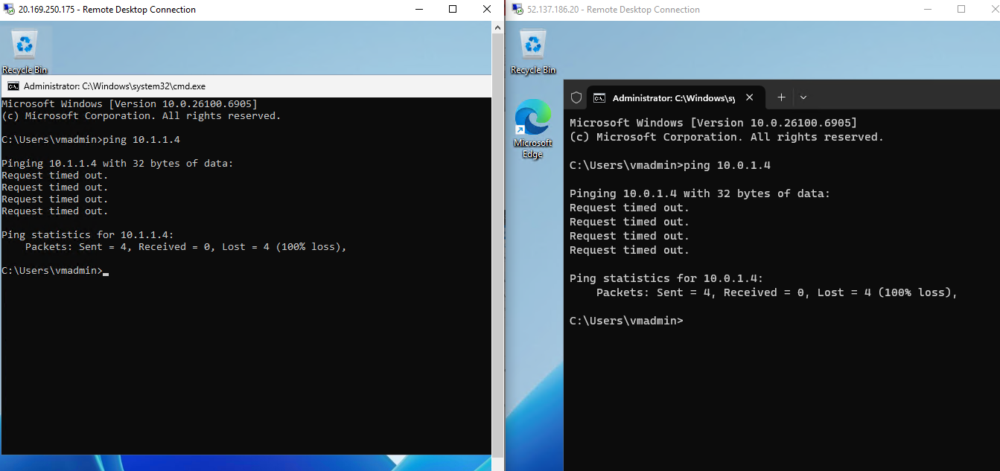 20.169.250.175 - Remote Desktop Connection
Recycle Bin
Administrator: C:\Windows\system32\cmd.exe
Microsoft Windows [Version 10.0.26100.6905]
(c) Microsoft Corporation. All rights reserved.
C:\Users\vmadmin>ping 10.1.1.4
Pinging 10.1.1.4 with 32 bytes of data:
Request timed out.
Request timed out.
Request timed out.
Request timed out.
Ping statistics for 10.1.1.4:
Packets: Sent = 4, Received = 0, Lost = 4 (100% loss),
C:\Users\vmadmin>
52.137.186.20 - Remote Desktop Connection
Recycle Bin
Microsoft
Edge
Administrator: C:\Windows\sy
Microsoft Windows [Version 10.0.26100.6905]
(c) Microsoft Corporation. All rights reserved.
C:\Users\vmadmin>ping 10.0.1.4
Pinging 10.0.1.4 with 32 bytes of data:
Request timed out.
Request timed out.
Request timed out.
Request timed out.
Ping statistics for 10.0.1.4:
Packets: Sent = 4, Received = 0, Lost = 4 (100% loss),
C:\Users\vmadmin>